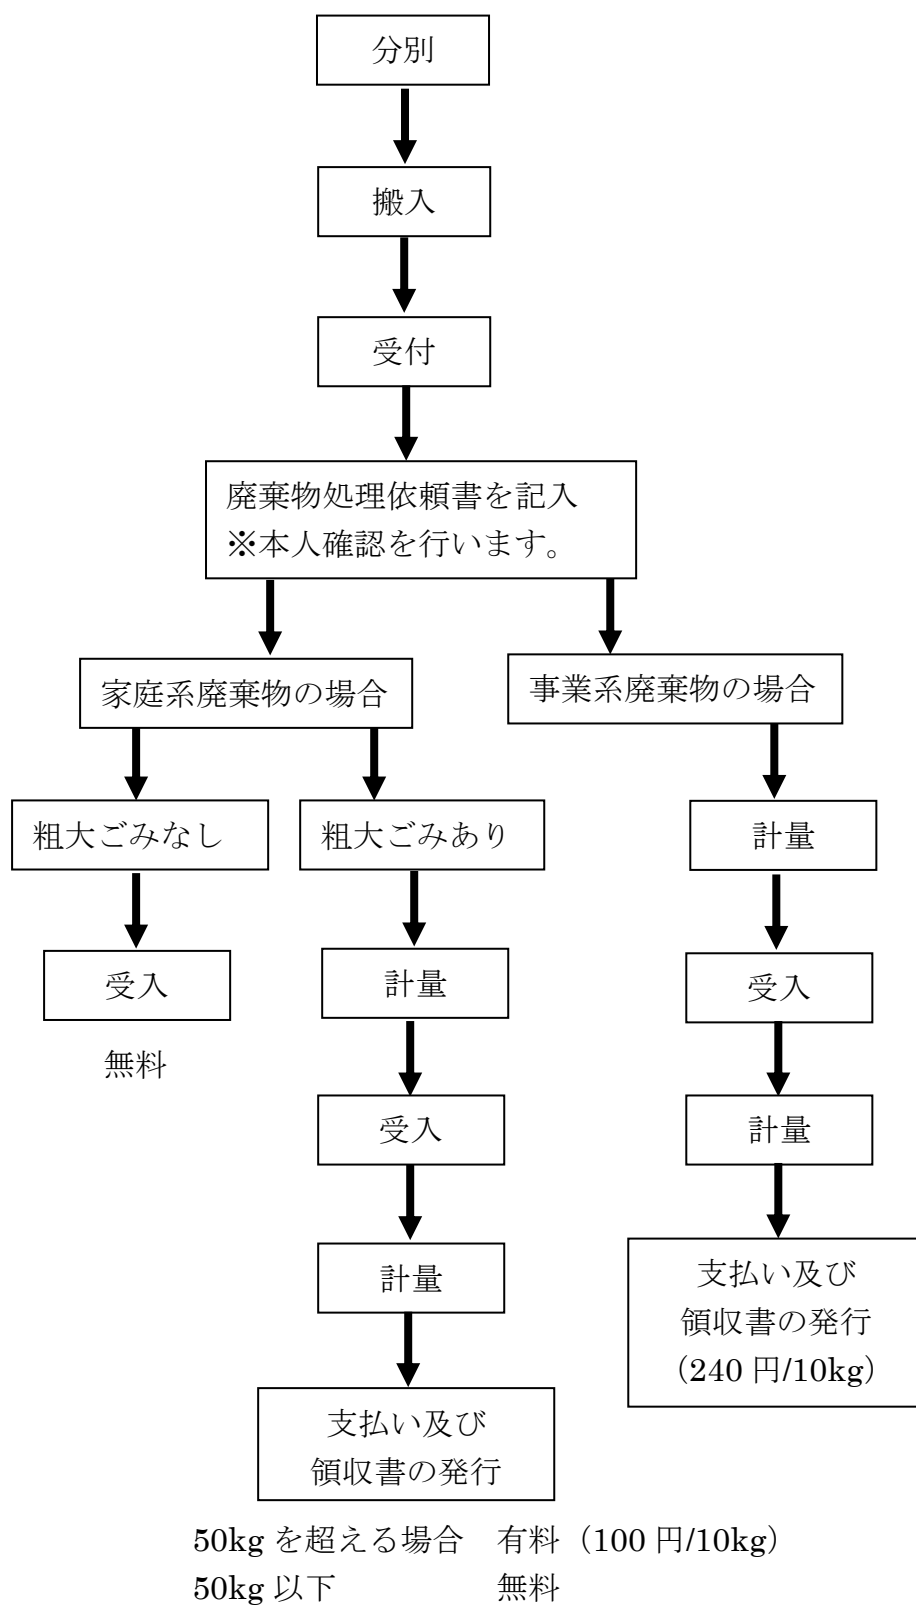 分別
搬入
受付
廃棄物処理依頼書を記入
※本人確認を行います。
家庭系廃棄物の場合
事業系廃棄物の場合
粗大ごみなし
粗大ごみあり
計量
受入
計量
受入
無料
受入
計量
計量
支払い及び
領収書の発行
（240 円/10kg）
支払い及び
領収書の発行
50kg を超える場合　有料（100 円/10kg）
50kg 以下　無料